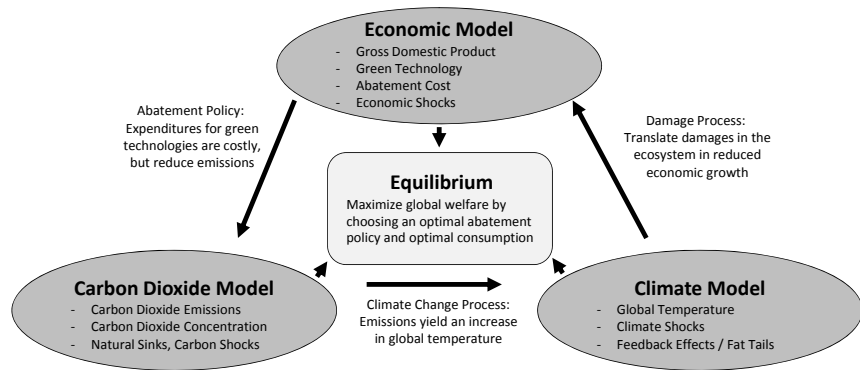 Economic Model
- Gross Domestic Product
- Green Technology
- Abatement Cost
- Economic Shocks
Abatement Policy:
Expenditures for green
technologies are costly,
but reduce emissions
Damage Process:
Translate damages in the
ecosystem in reduced
economic growth
Equilibrium
Maximize global welfare by
choosing an optimal abatement
policy and optimal consumption
Carbon Dioxide Model
- Carbon Dioxide Emissions
- Carbon Dioxide Concentration
- Natural Sinks, Carbon Shocks
Climate Change Process:
Emissions yield an increase
in global temperature
Climate Model
- Global Temperature
- Climate Shocks
- Feedback Effects / Fat Tails